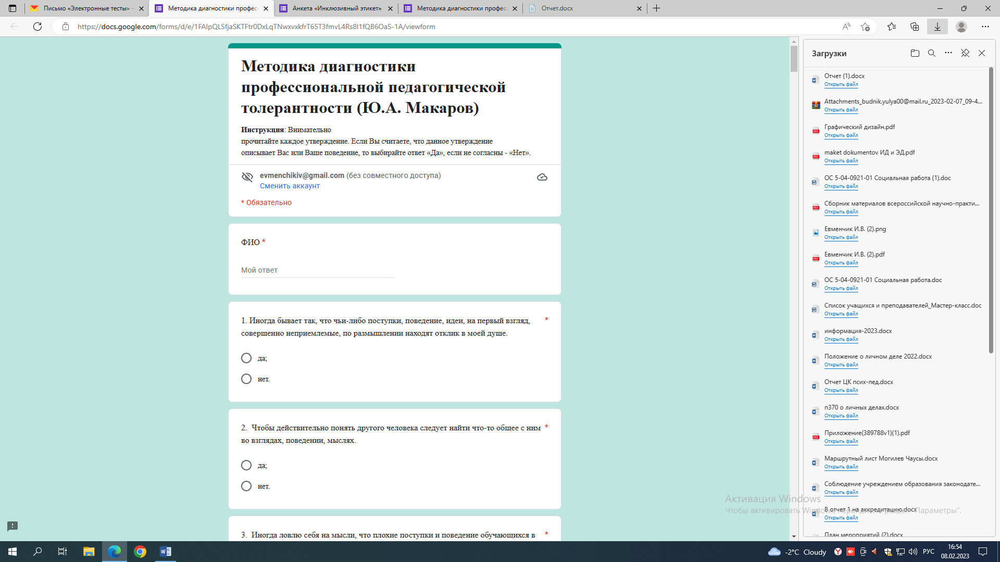 Письмо «Электронные тесты» –
Методика диагностики професс
Анкета «Инклюзивный этикет»
Методика диагностики професс
Отчет.docx
Методика диагностики
профессиональной педагогической
толерантности (Ю.А. Макаров)
Инструкция: Внимательно
прочитайте каждое утверждение. Если Вы считаете, что данное утверждение
описывает Вас или Ваше поведение, то выбирайте ответ «Да», если не согласны - «Нет».
evmenchikiv@gmail.com (без совместного доступа)
Сменить аккаунт
* Обязательно
ФИО *
Мой ответ
1. Иногда бывает так, что чьи-либо поступки, поведение, идеи, на первый взгляд, *
совершенно неприемлемые, по размышлении находят отклик в моей душе.
да;
нет.
2. Чтобы действительно понять другого человека следует найти что-то общее с ним *
во взглядах, поведении, мыслях.
да;
нет.
3. Иногда ловлю себя на мысли, что плохие поступки и поведение обучающихся в *
Загрузки
Отчет (1).docx
Открыть файл
Attachments_budnik.yulya00@mail.ru_2023-02-07_09-4...
Открыть файл
Графический дизайн.pdf
Открыть файл
maket dokumentov ИД и ЭД.pdf
Открыть файл
ОС 5-04-0921-01 Социальная работа (1).doc
Открыть файл
Сборник материалов всероссийской научно-практи...
Открыть файл
Евменчик И.В. (2).png
Открыть файл
Евменчик И.В. (2).pdf
Открыть файл
ОС 5-04-0921-01 Социальная работа.doc
Открыть файл
Список учащихся и преподавателей_Мастер-класс.doc
Открыть файл
информация-2023.docx
Открыть файл
Положение о личном деле 2022.docx
Открыть файл
Отчет ЦК псих-пед.docx
Открыть файл
п370 о личных делах.docx
Открыть файл
Приложение(389788v1)(1).pdf
Открыть файл
Маршрутный лист Могилев Чаусы.docx
Открыть файл
Соблюдение учреждением образования законодате...
Открыть файл
В отчет 1 на аккредитацию.docx
Открыть файл
План мероприятий (2).docx
Активация Windows
Чтобы активировать Windows, перейдите в раздел "Параметры".
-2°C Cloudy
РУС
16:54
08.02.2023